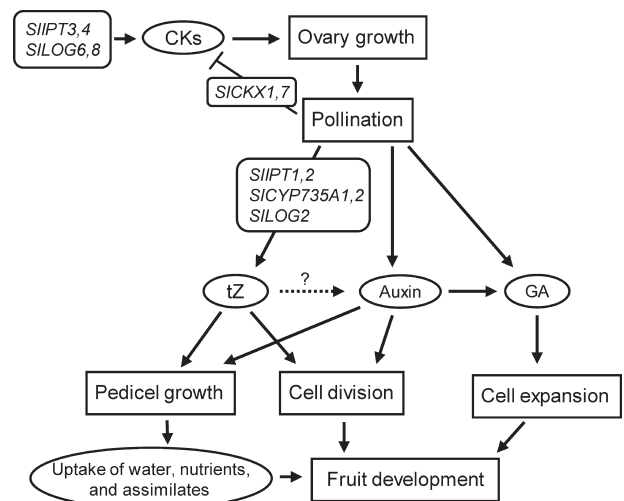 SlIPT3,4
SlLOG6,8
CKs
Ovary growth
SlCKX1,7
Pollination
SlIPT1,2
SlCYP735A1,2
SlLOG2
?
tZ
Auxin
GA
Pedicel growth
Cell division
Cell expansion
Uptake of water, nutrients,
and assimilates
Fruit development